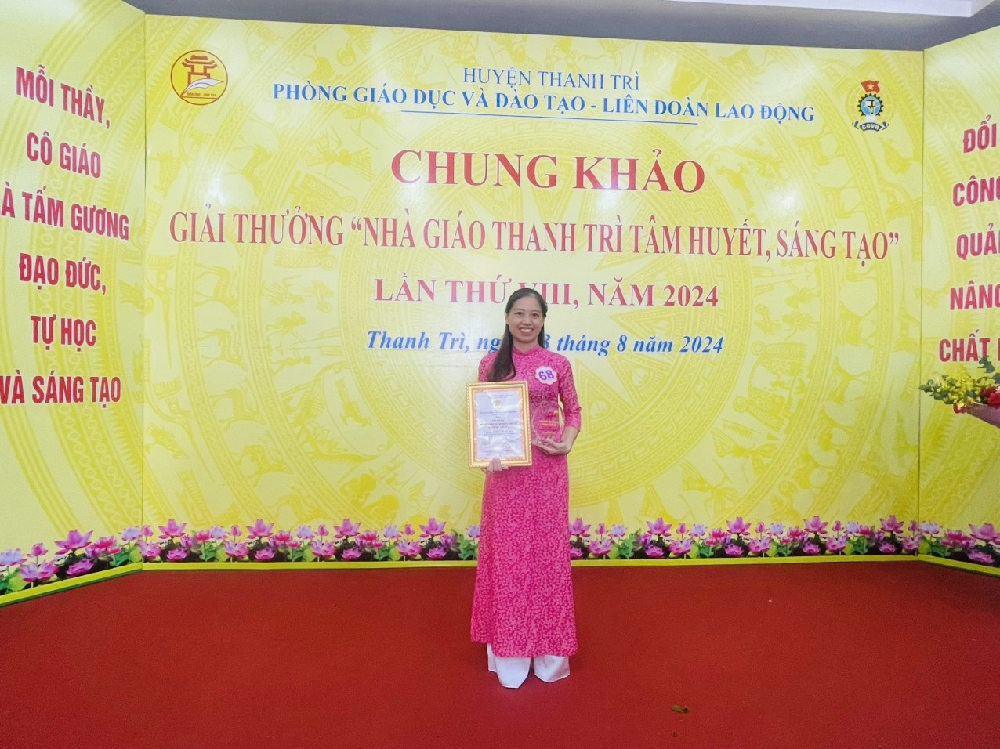 MỖI THẦY,
CÔ GIÁO
À TẤM GƯƠNG
ĐẠO ĐỨC,
TỰ HỌC
VÀ SÁNG TẠO
HUYỆN THANH TRÌ
PHÒNG GIÁO DỤC VÀ ĐÀO TẠO - LIÊN ĐOÀN LAO ĐỘNG
CHUNG KHẢO
GIẢI THƯỞNG “NHÀ GIÁO THANH TRÌ TÂM HUYẾT, SÁNG TẠO”
LẦN THỨ VIII, NĂM 2024
Thanh Trì, ng 3 tháng 8 năm 2024
CĐVN
68
ĐỔI
CÔNG
QUẢ
NÂNG
CHẤT